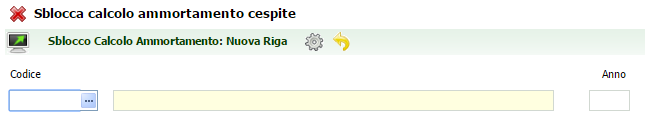 Sblocca calcolo ammortamento cespite
Sblocco Calcolo Ammortamento: Nuova Riga
Codice Anno
...